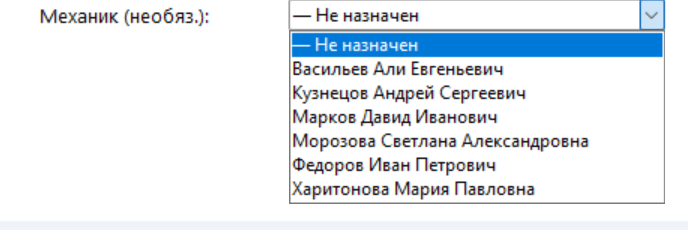 Механик (необяз.): — Не назначен
— Не назначен
Васильев Али Евгеньевич
Кузнецов Андрей Сергеевич
Марков Давид Иванович
Морозова Светлана Александровна
Федоров Иван Петрович
Харитонова Мария Павловна